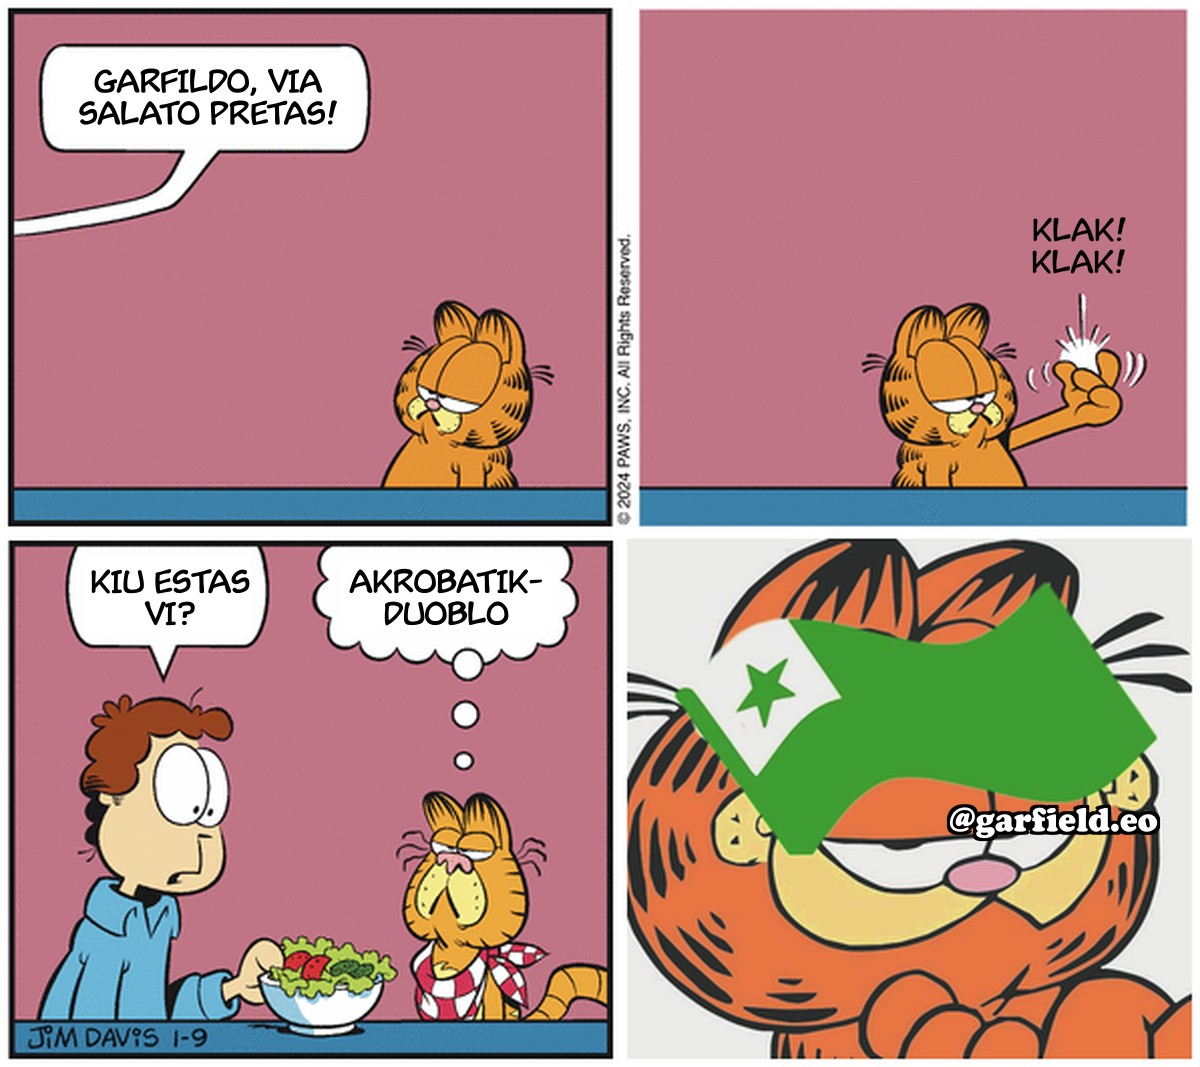 GARFILDO, VIA
SALATO PRETAS!
KLAK!
KLAK!
© 2024 PAWS, INC. All Rights Reserved.
KIU ESTAS
VI?
AKROBATIK-
DUOBLO
JIM DAVIS 1-9
@garfield.eo